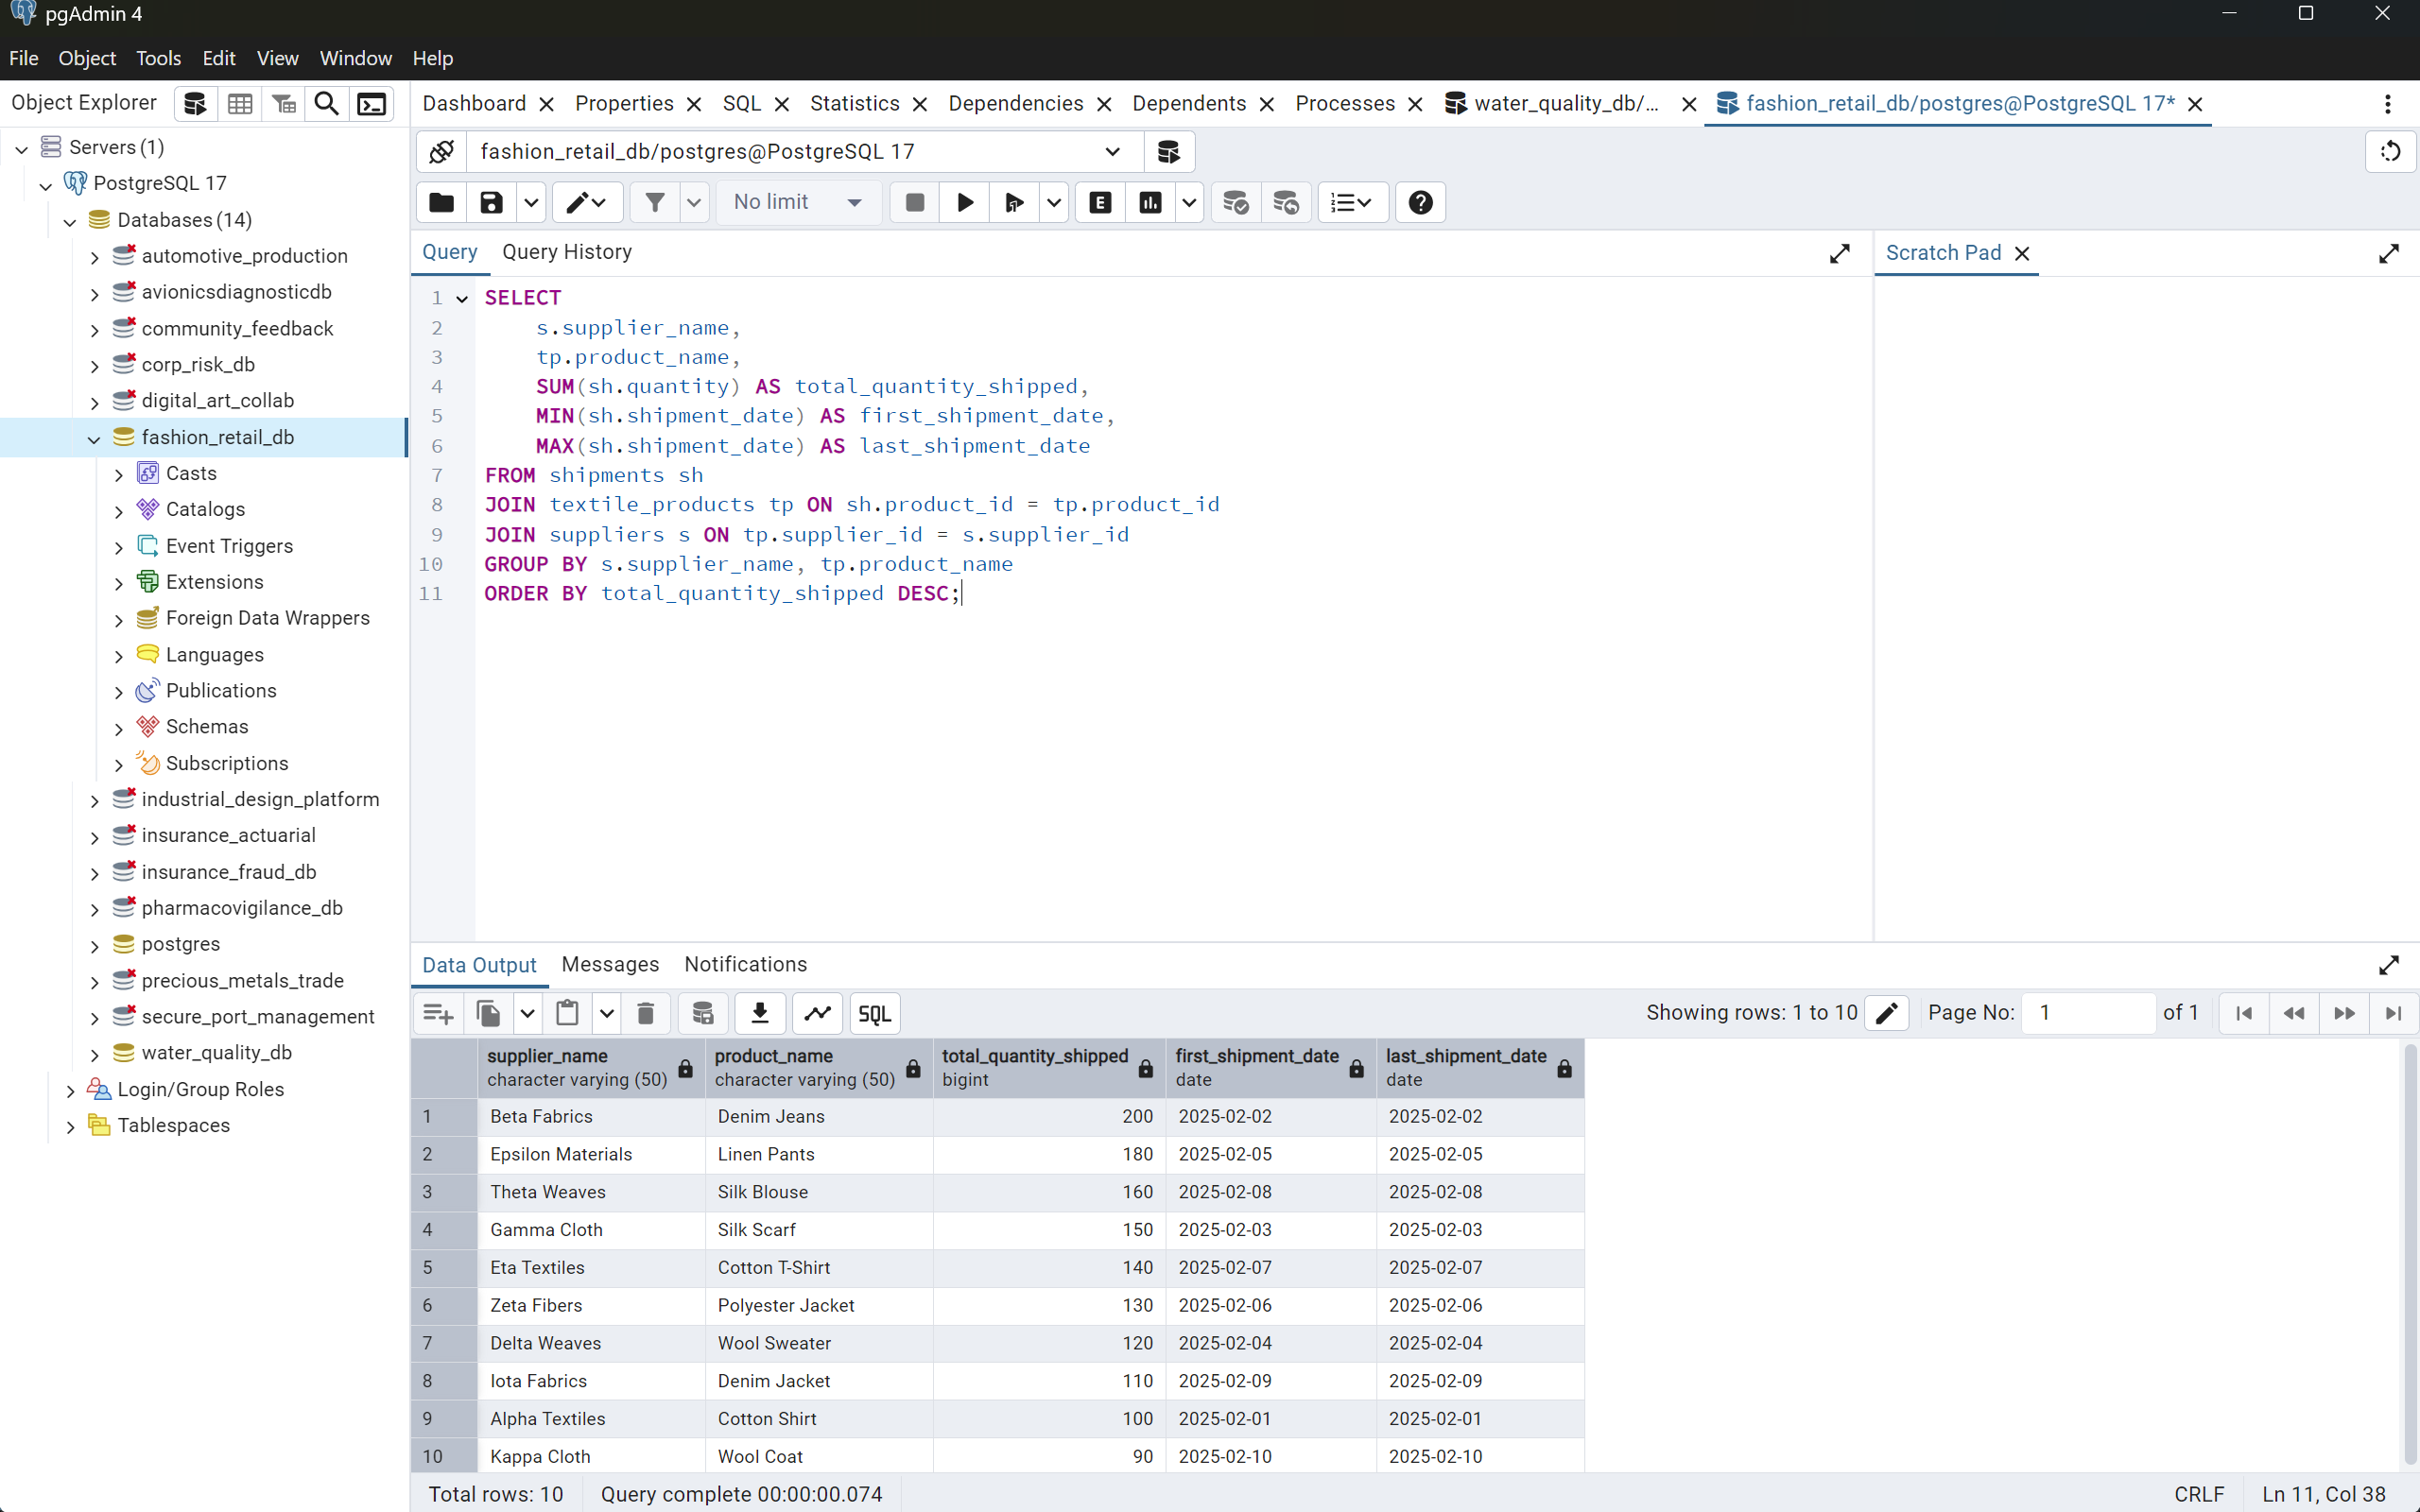 pgAdmin 4
File Object Tools Edit View Window Help
Object Explorer
Dashboard Properties SQL Statistics Dependencies Dependents Processes water_quality_db/... fashion_retail_db/postgres@PostgreSQL 17*
Servers (1)
PostgreSQL 17
Databases (14)
automotive_production
avionicsdiagnosticdb
community_feedback
corp_risk_db
digital_art_collab
fashion_retail_db
Casts
Catalogs
Event Triggers
Extensions
Foreign Data Wrappers
Languages
Publications
Schemas
Subscriptions
industrial_design_platform
insurance_actuarial
insurance_fraud_db
pharmacovigilance_db
postgres
precious_metals_trade
secure_port_management
water_quality_db
Login/Group Roles
Tablespaces
fashion_retail_db/postgres@PostgreSQL 17
No limit
E
Query Query History
Scratch Pad
1 SELECT
2 s.supplier_name,
3 tp.product_name,
4 SUM(sh.quantity) AS total_quantity_shipped,
5 MIN(sh.shipment_date) AS first_shipment_date,
6 MAX(sh.shipment_date) AS last_shipment_date
7 FROM shipments sh
8 JOIN textile_products tp ON sh.product_id = tp.product_id
9 JOIN suppliers s ON tp.supplier_id = s.supplier_id
10 GROUP BY s.supplier_name, tp.product_name
11 ORDER BY total_quantity_shipped DESC;
Data Output Messages Notifications
SQL
Showing rows: 1 to 10 Page No: 1 of 1
supplier_name product_name total_quantity_shipped first_shipment_date last_shipment_date
character varying (50) character varying (50) bigint date date
1 Beta Fabrics Denim Jeans 200 2025-02-02 2025-02-02
2 Epsilon Materials Linen Pants 180 2025-02-05 2025-02-05
3 Theta Weaves Silk Blouse 160 2025-02-08 2025-02-08
4 Gamma Cloth Silk Scarf 150 2025-02-03 2025-02-03
5 Eta Textiles Cotton T-Shirt 140 2025-02-07 2025-02-07
6 Zeta Fibers Polyester Jacket 130 2025-02-06 2025-02-06
7 Delta Weaves Wool Sweater 120 2025-02-04 2025-02-04
8 Iota Fabrics Denim Jacket 110 2025-02-09 2025-02-09
9 Alpha Textiles Cotton Shirt 100 2025-02-01 2025-02-01
10 Kappa Cloth Wool Coat 90 2025-02-10 2025-02-10
Total rows: 10 Query complete 00:00:00.074 CRLF Ln 11, Col 38